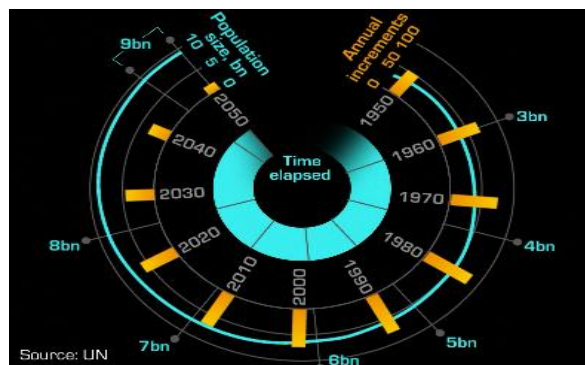 Population
size, bn
10 5 0
Annual
increments
0 50 100
1950
1960
1970
1980
1990
2000
2010
2020
2030
2040
2050
3bn
4bn
5bn
6bn
7bn
8bn
9bn
Time
elapsed
Source: UN